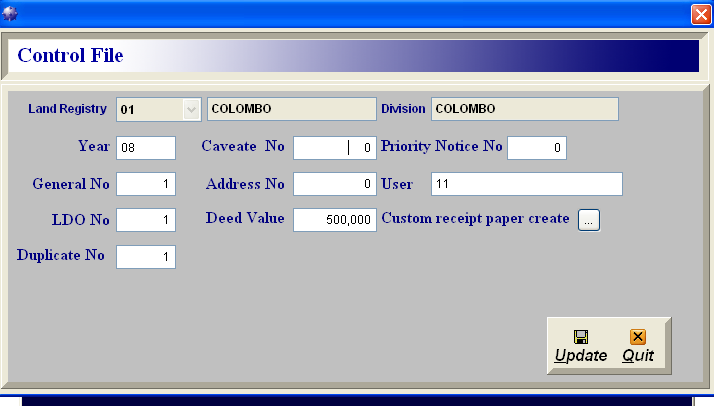 Control File
Land Registry 01 COLOMBO Division COLOMBO
Year 08 Caveate No 0 Priority Notice No 0
General No 1 Address No 0 User 11
LDO No 1 Deed Value 500,000 Custom receipt paper create ...
Duplicate No 1
Update Quit